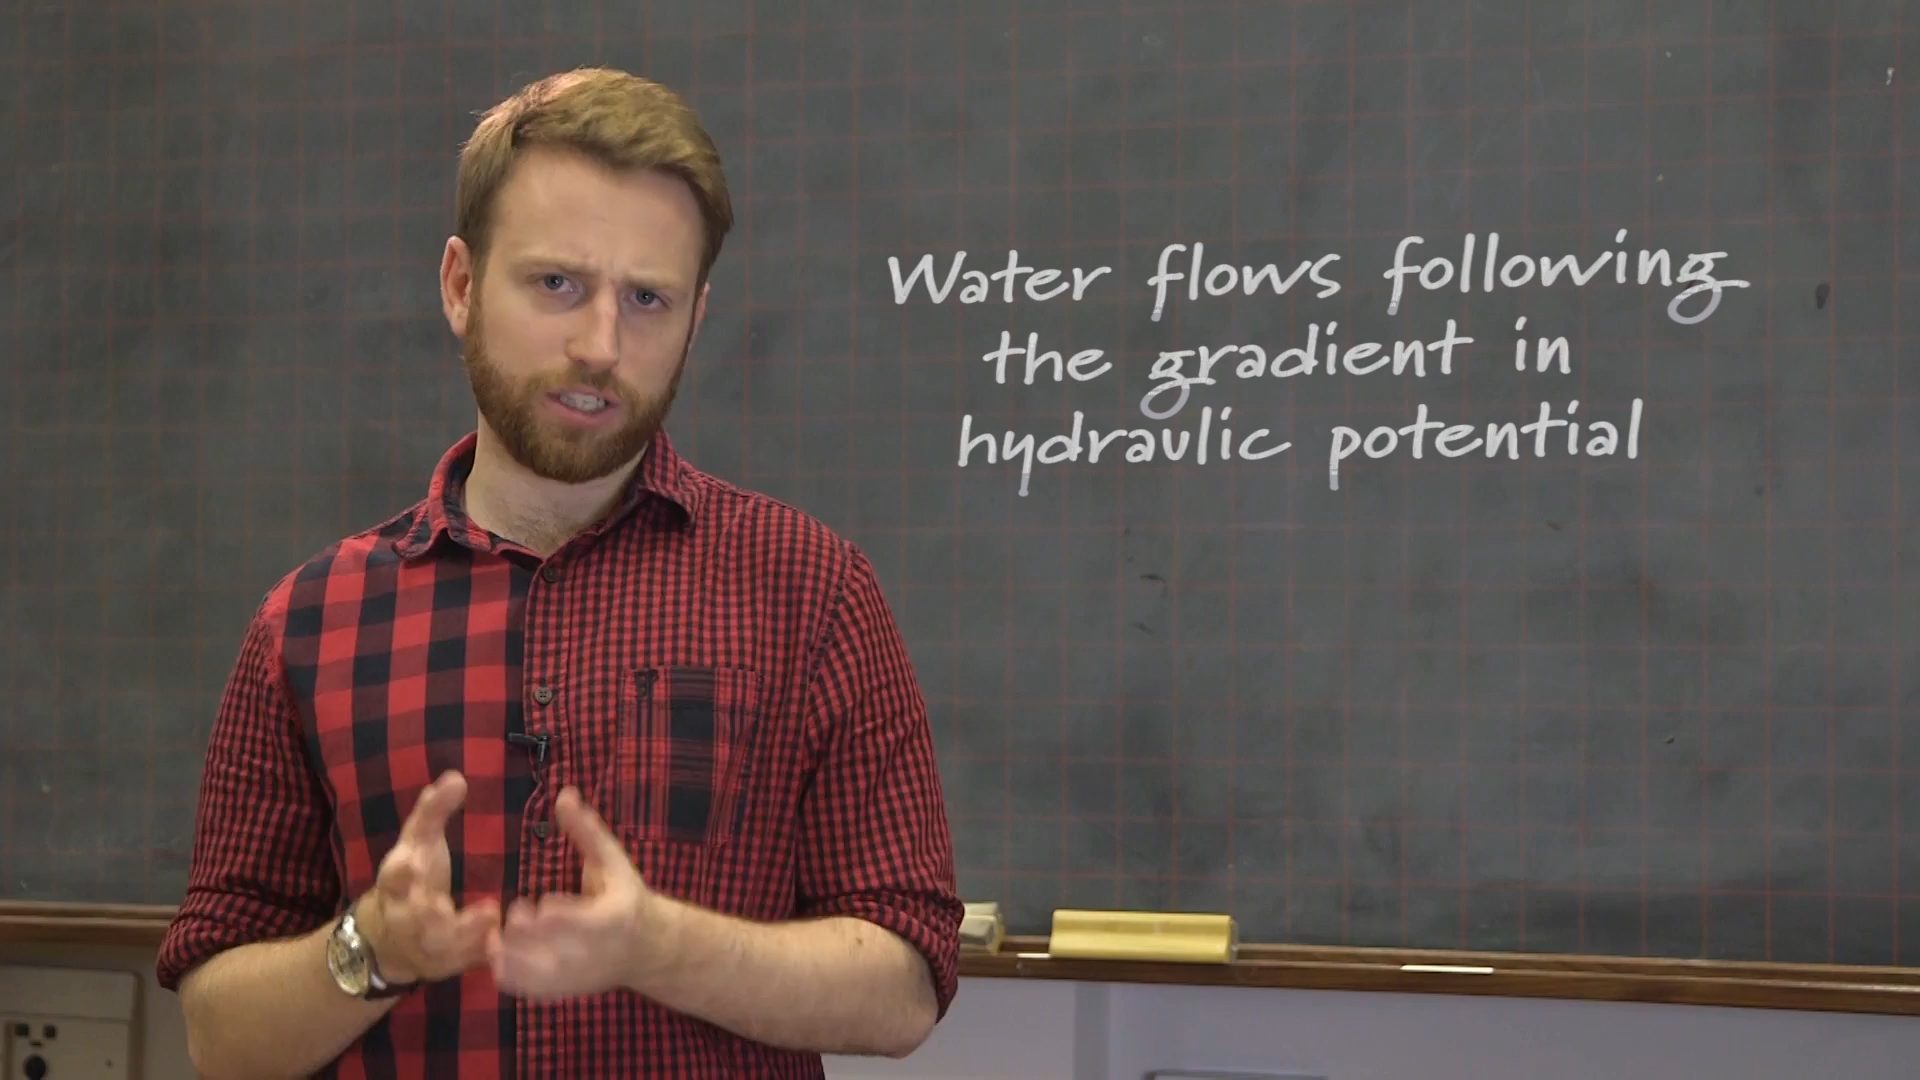 Water flows following
the gradient in
hydraulic potential